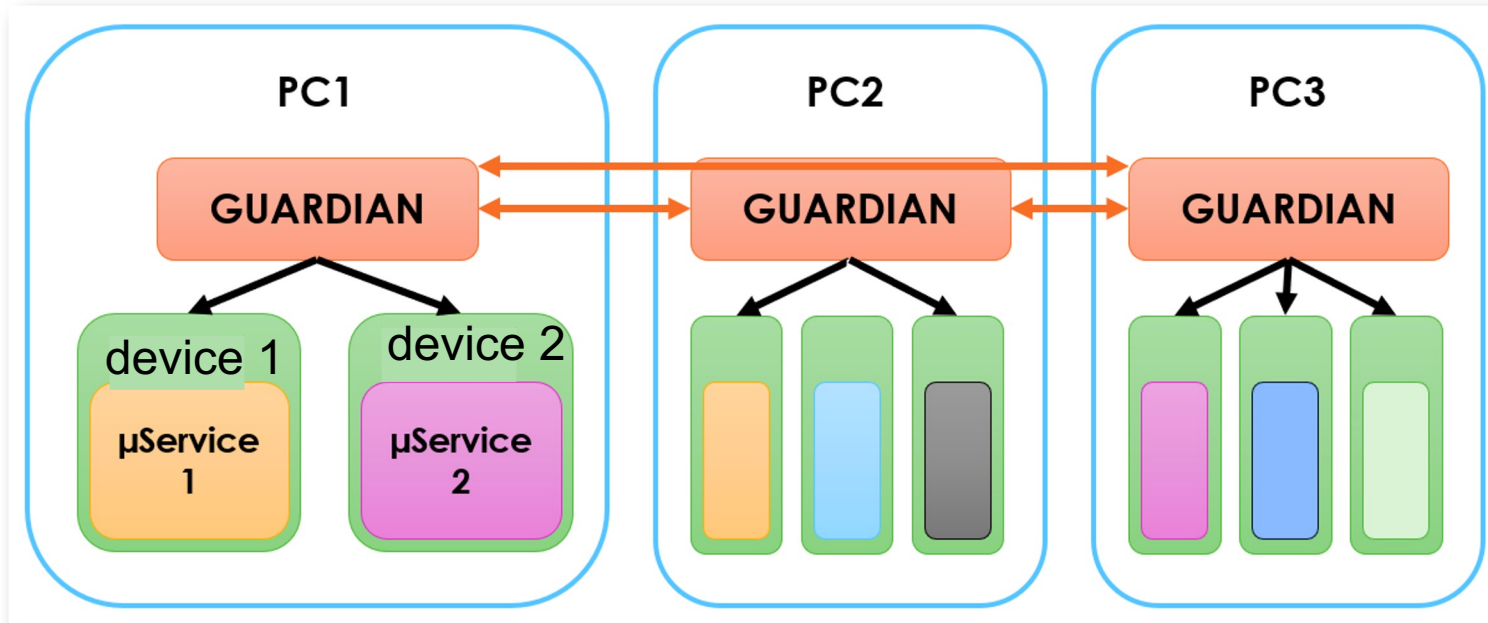 PC1
PC2
PC3
GUARDIAN
GUARDIAN
GUARDIAN
device 1
device 2
µService
1
µService
2